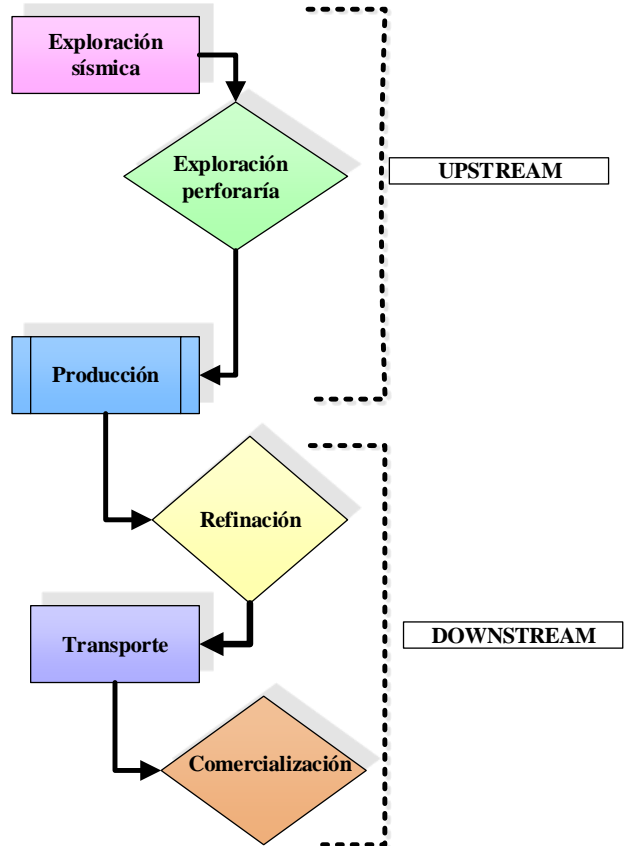 Exploración
sísmica
Exploración
perforaría
UPSTREAM
Producción
Refinación
Transporte
DOWNSTREAM
Comercialización